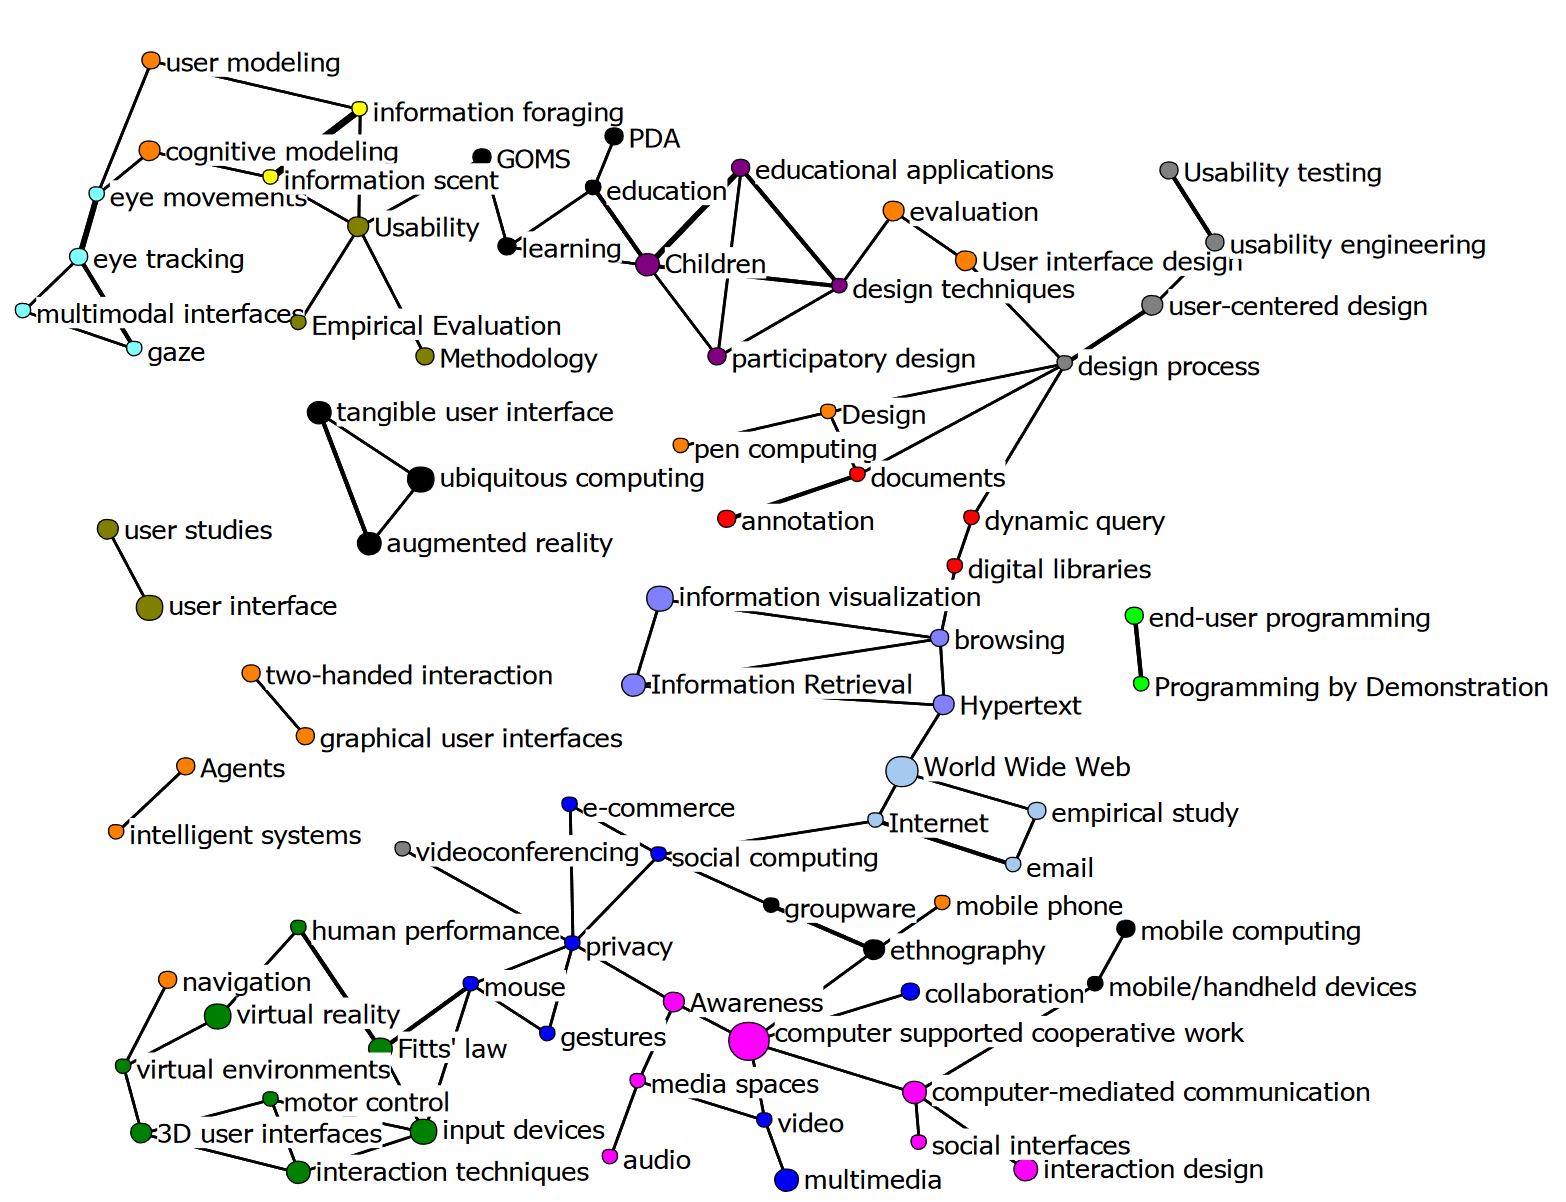 user modeling
information foraging
PDA
cognitive modeling
GOMS
educational applications
Usability testing
information scent
education
eye movements
evaluation
Usability
learning
usability engineering
eye tracking
Children
User interface design
design techniques
multimodal interfaces
user-centered design
Empirical Evaluation
gaze
Methodology
participatory design
design process
tangible user interface
Design
pen computing
ubiquitous computing
documents
user studies
annotation
dynamic query
augmented reality
digital libraries
user interface
information visualization
end-user programming
browsing
two-handed interaction
Information Retrieval
Programming by Demonstration
Hypertext
graphical user interfaces
Agents
World Wide Web
e-commerce
empirical study
intelligent systems
Internet
videoconferencing
social computing
email
groupware
mobile phone
human performance
mobile computing
privacy
ethnography
navigation
mouse
collaboration
mobile/handheld devices
virtual reality
Awareness
gestures
computer supported cooperative work
Fitts' law
virtual environments
media spaces
computer-mediated communication
motor control
3D user interfaces
input devices
video
social interfaces
interaction techniques
audio
multimedia
interaction design